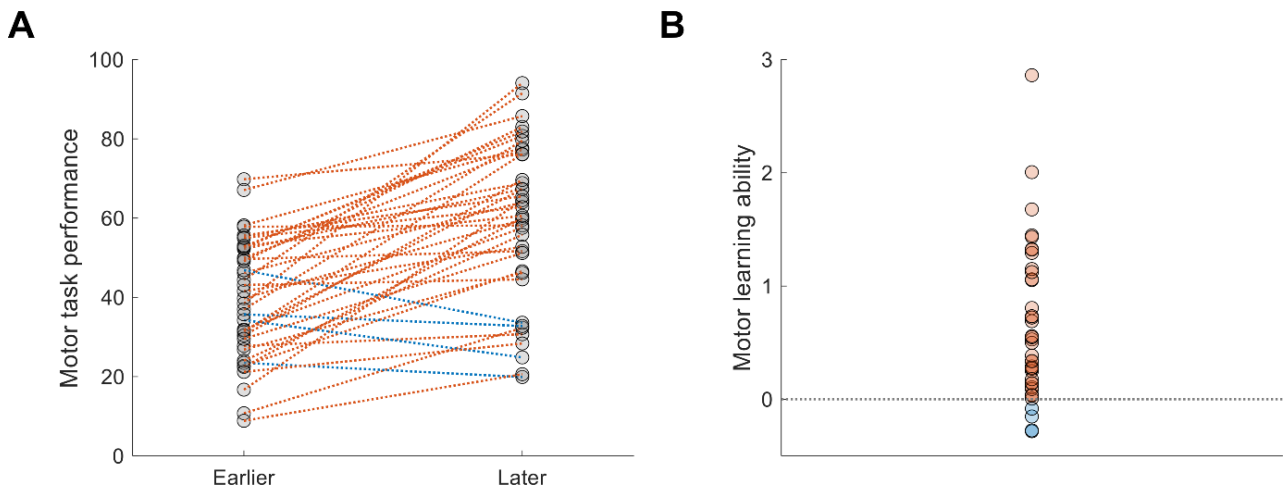 A
Motor task performance
100
80
60
40
20
0
Earlier
Later
B
Motor learning ability
3
2
1
0